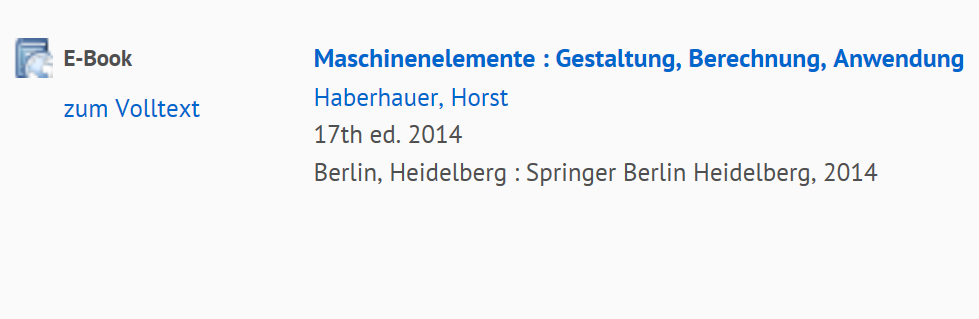 E-Book
zum Volltext
Maschinenelemente : Gestaltung, Berechnung, Anwendung
Haberhauer, Horst
17th ed. 2014
Berlin, Heidelberg : Springer Berlin Heidelberg, 2014